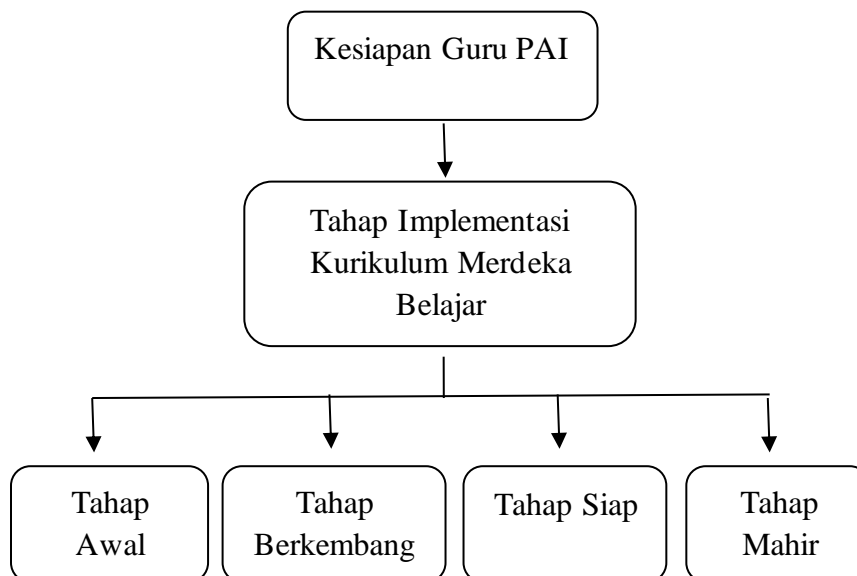 Kesiapan Guru PAI
Tahap Implementasi
Kurikulum Merdeka
Belajar
Tahap
Awal
Tahap
Berkembang
Tahap Siap
Tahap
Mahir